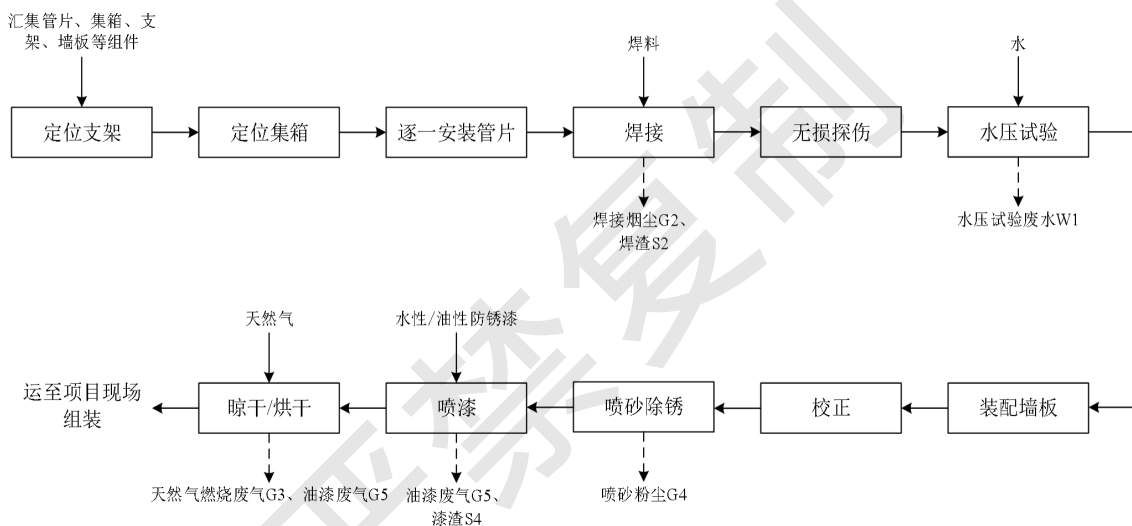 汇集管片、集箱、支
架、墙板等组件
焊料
水
定位支架
定位集箱
逐一安装管片
焊接
无损探伤
水压试验
焊接烟尘G2、
焊渣S2
水压试验废水W1
天然气
水性/油性防锈漆
运至项目现场
组装
晾干/烘干
喷漆
喷砂除锈
校正
装配墙板
天然气燃烧废气G3、油漆废气G5
油漆废气G5、
漆渣S4
喷砂粉尘G4
严禁复制